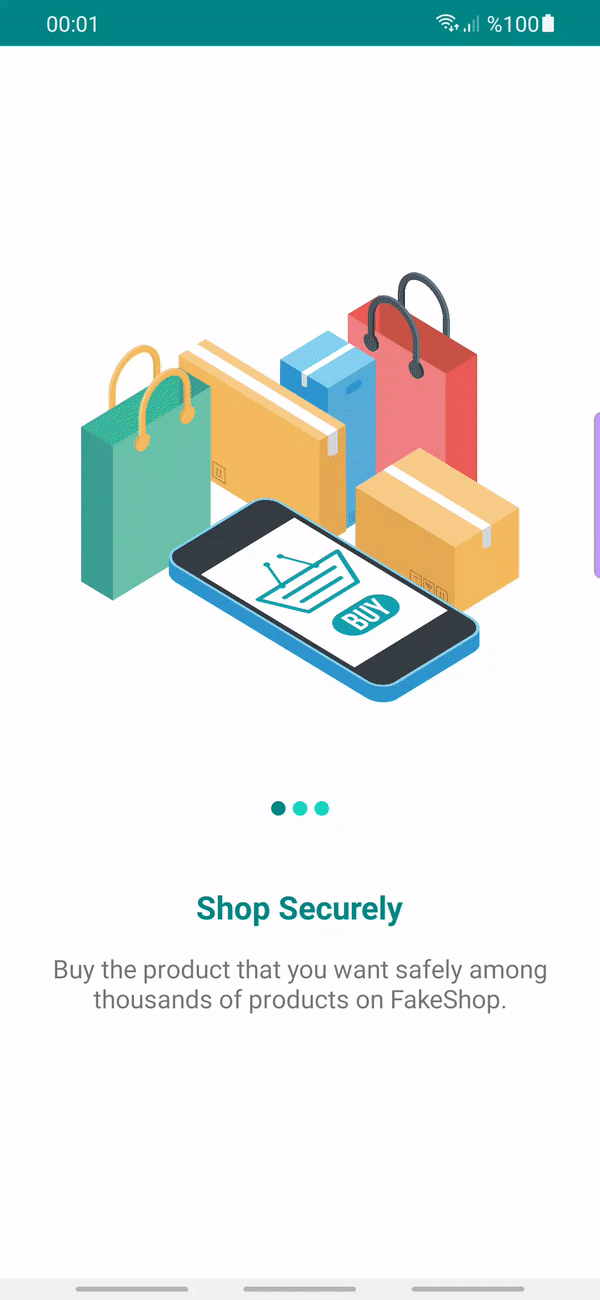 00:01 %100
BUY
Shop Securely
Buy the product that you want safely among
thousands of products on FakeShop.